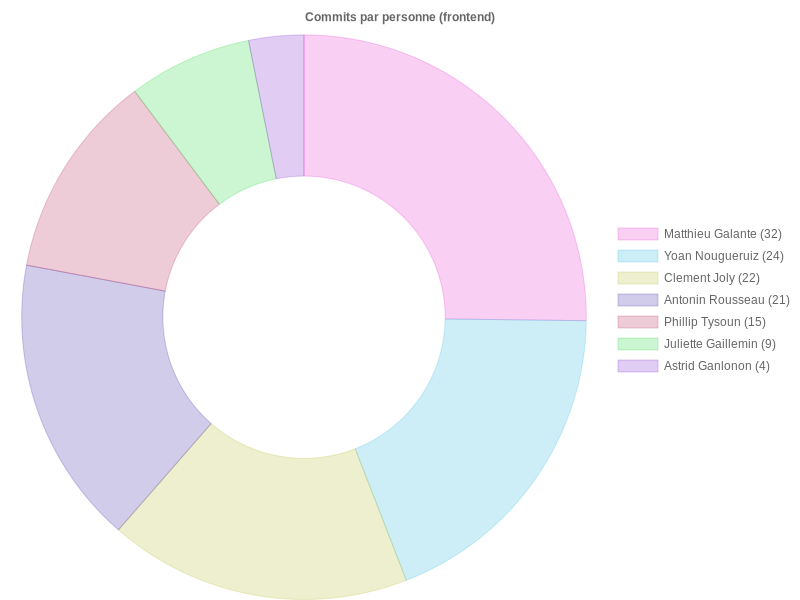 Commits par personne (frontend)
Matthieu Galante (32)
Yoan Nougueruiz (24)
Clement Joly (22)
Antonin Rousseau (21)
Phillip Tysoun (15)
Juliette Gaillemin (9)
Astrid Ganlonon (4)